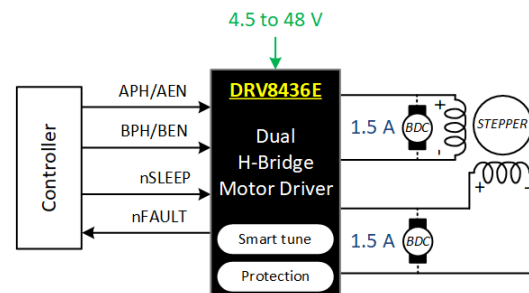 4.5 to 48 V
Controller
APH/AEN
BPH/BEN
nSLEEP
nFAULT
DRV8436E
Dual
H-Bridge
Motor Driver
Smart tune
Protection
1.5 A
BDC
+
-
STEPPER
+
-
1.5 A
BDC